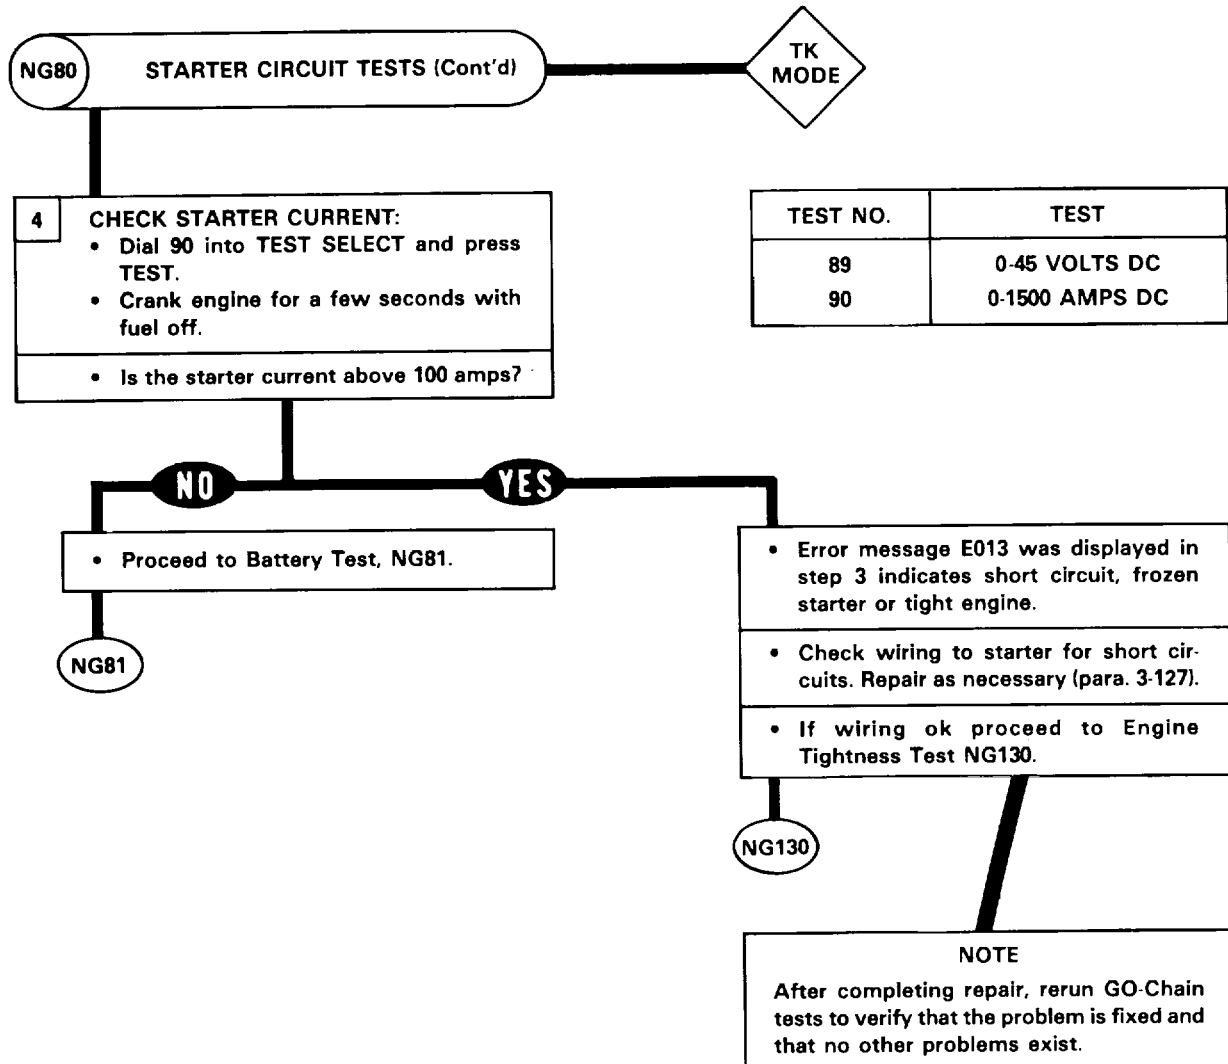 NG80
STARTER CIRCUIT TESTS (Cont'd)
TK
MODE
4
CHECK STARTER CURRENT:
• Dial 90 into TEST SELECT and press
TEST.
• Crank engine for a few seconds with
fuel off.
• Is the starter current above 100 amps?
TEST NO. TEST
89 0-45 VOLTS DC
90 0-1500 AMPS DC
NO
YES
• Proceed to Battery Test, NG81.
NG81
• Error message E013 was displayed in
step 3 indicates short circuit, frozen
starter or tight engine.
• Check wiring to starter for short cir-
cuits. Repair as necessary (para. 3-127).
• If wiring ok proceed to Engine
Tightness Test NG130.
NG130
NOTE
After completing repair, rerun GO-Chain
tests to verify that the problem is fixed and
that no other problems exist.